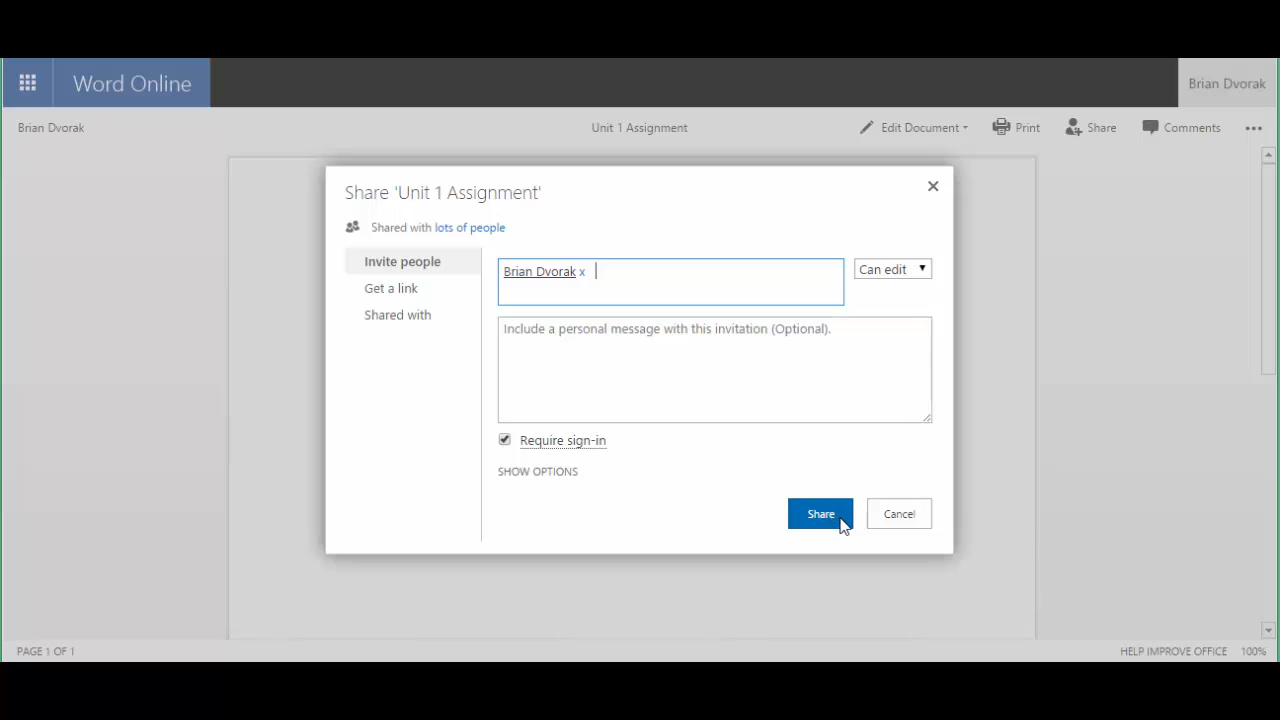 Word Online
Brian Dvorak
Brian Dvorak
Unit 1 Assignment
Edit Document
Print
Share
Comments
Share 'Unit 1 Assignment'
Shared with lots of people
Invite people
Get a link
Shared with
Brian Dvorak x
Can edit
Include a personal message with this invitation (Optional).
Require sign-in
SHOW OPTIONS
Share
Cancel
PAGE 1 OF 1
HELP IMPROVE OFFICE
100%